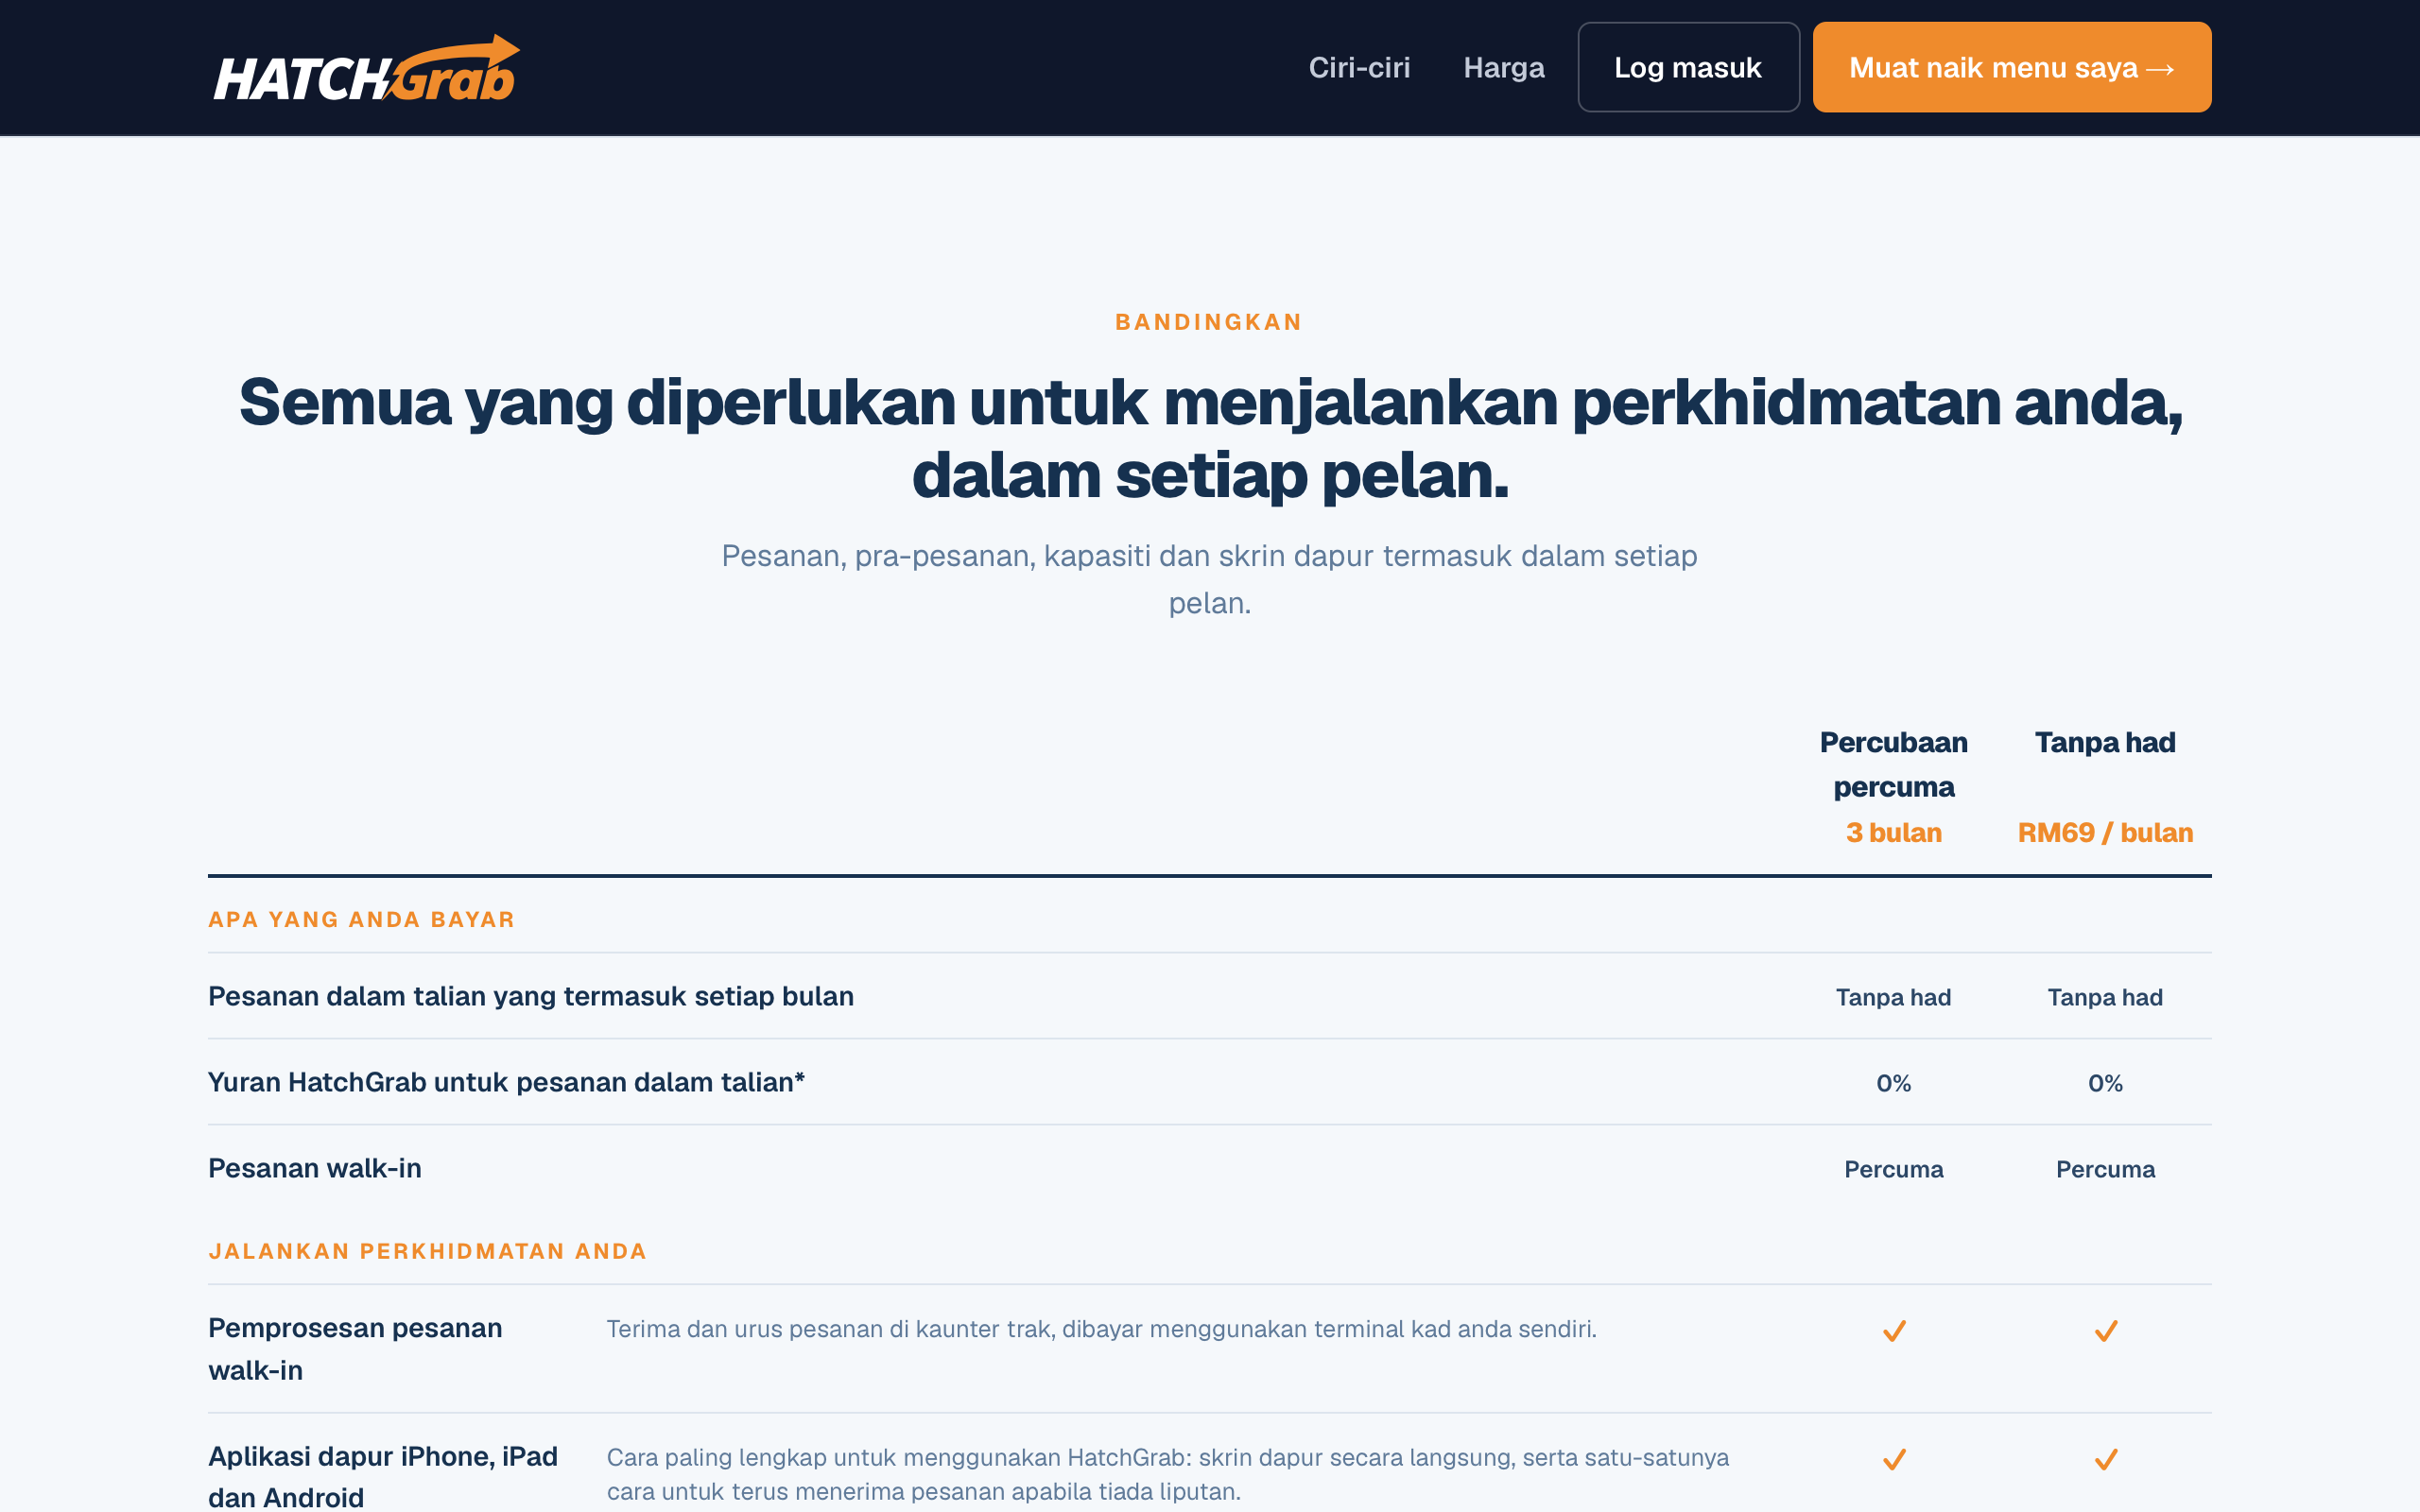 HATCHGrab
Ciri-ciri
Harga
Log masuk
Muat naik menu saya →
BANDINGKAN
Semua yang diperlukan untuk menjalankan perkhidmatan anda,
dalam setiap pelan.
Pesanan, pra-pesanan, kapasiti dan skrin dapur termasuk dalam setiap
pelan.
Percubaan
percuma
3 bulan
Tanpa had
RM69 / bulan
APA YANG ANDA BAYAR
Pesanan dalam talian yang termasuk setiap bulan
Tanpa had
Tanpa had
Yuran HatchGrab untuk pesanan dalam talian*
0%
0%
Pesanan walk-in
Percuma
Percuma
JALANKAN PERKHIDMATAN ANDA
Pemprosesan pesanan
walk-in
Terima dan urus pesanan di kaunter trak, dibayar menggunakan terminal kad anda sendiri.
Aplikasi dapur iPhone, iPad
dan Android
Cara paling lengkap untuk menggunakan HatchGrab: skrin dapur secara langsung, serta satu-satunya
cara untuk terus menerima pesanan apabila tiada liputan.